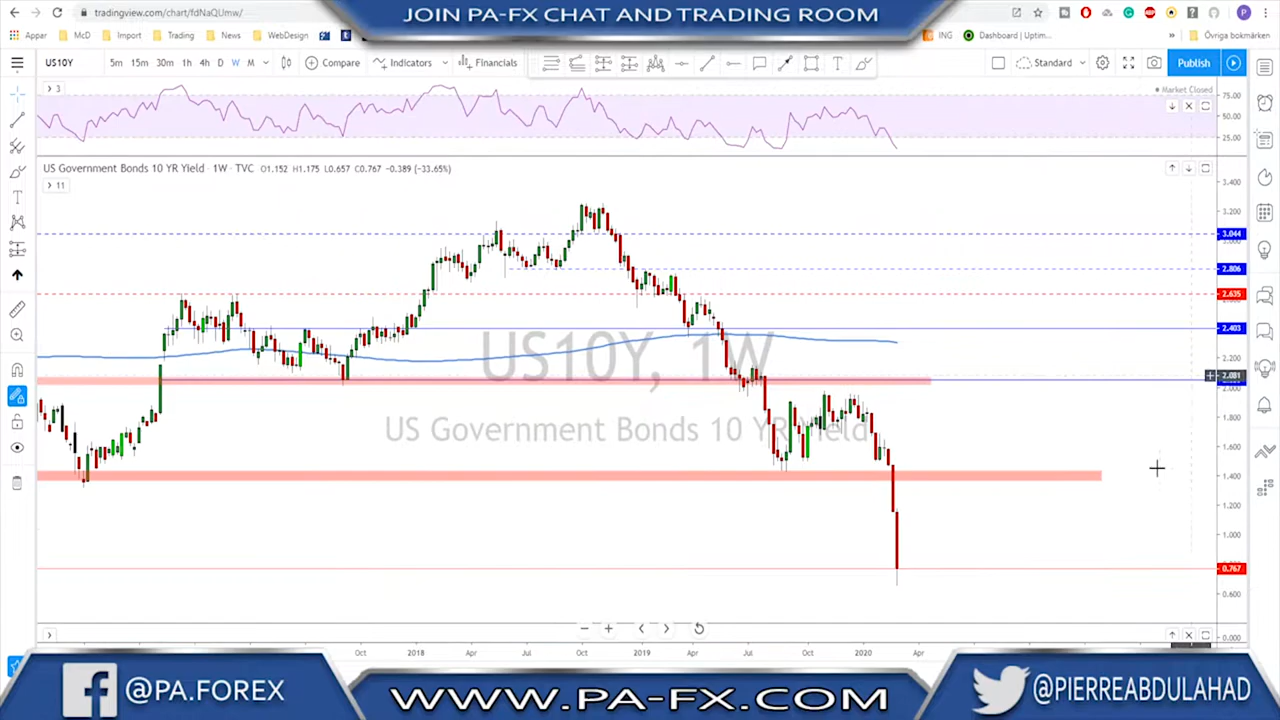 JOIN PA-FX CHAT AND TRADING ROOM
tradingview.com/chart/fdNaQUmw/
Appar McD Import Trading News WebDesign ING Dashboard | Uptim... Övriga bokmärken
US10Y 5m 15m 30m 1h 4h D W M Compare Indicators Financials Standard Publish
3
Market Closed
75.00
50.00
25.00
US Government Bonds 10 YR Yield · 1W · TVC O1.152 H1.175 L0.657 C0.767 −0.389 (−33.65%)
11
3.400
3.200
3.044
2.806
2.635
2.403
2.200
2.081
2.000
1.800
1.600
1.400
1.200
1.000
0.767
0.600
0.000
US10Y, 1W
US Government Bonds 10 YR Yield
Oct 2018 Apr Jul Oct 2019 Apr Jul Oct 2020 Apr
@PA.FOREX
WWW.PA-FX.COM
@PIERREABDULAHAD